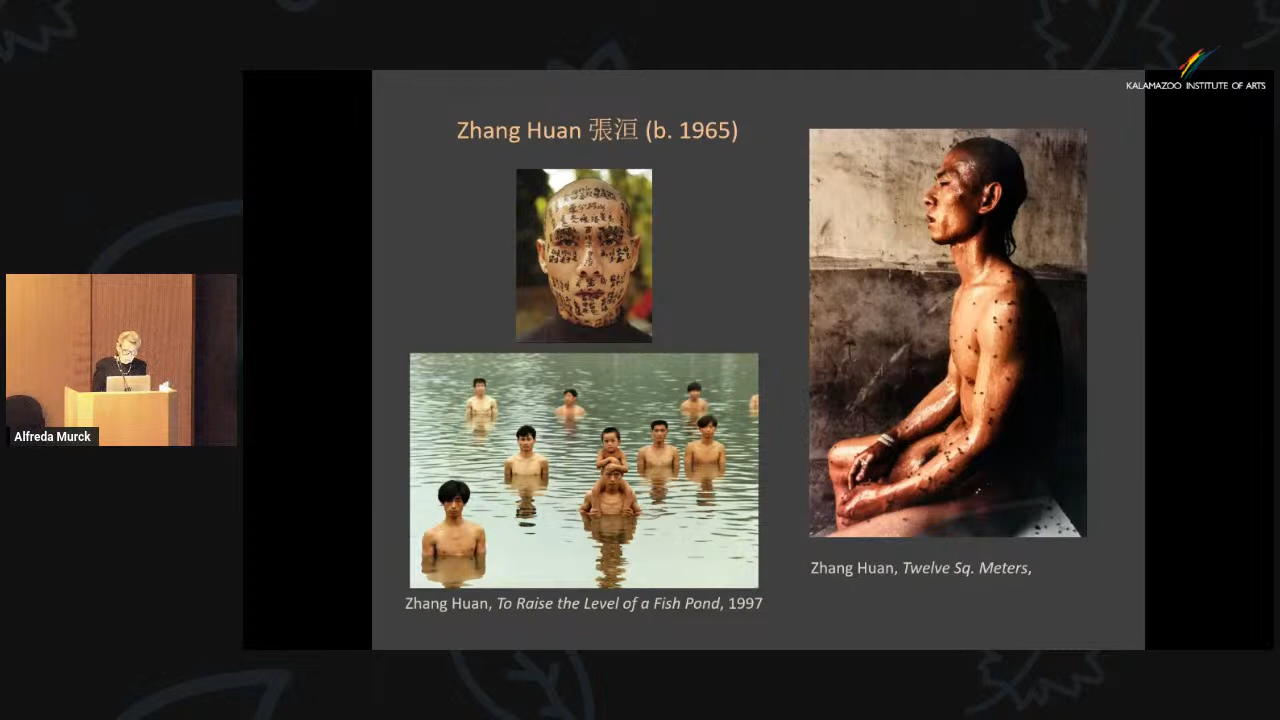 KALAMAZOO INSTITUTE OF ARTS
Zhang Huan 張洹 (b. 1965)
Zhang Huan, Twelve Sq. Meters,
Zhang Huan, To Raise the Level of a Fish Pond, 1997
Alfreda Murck